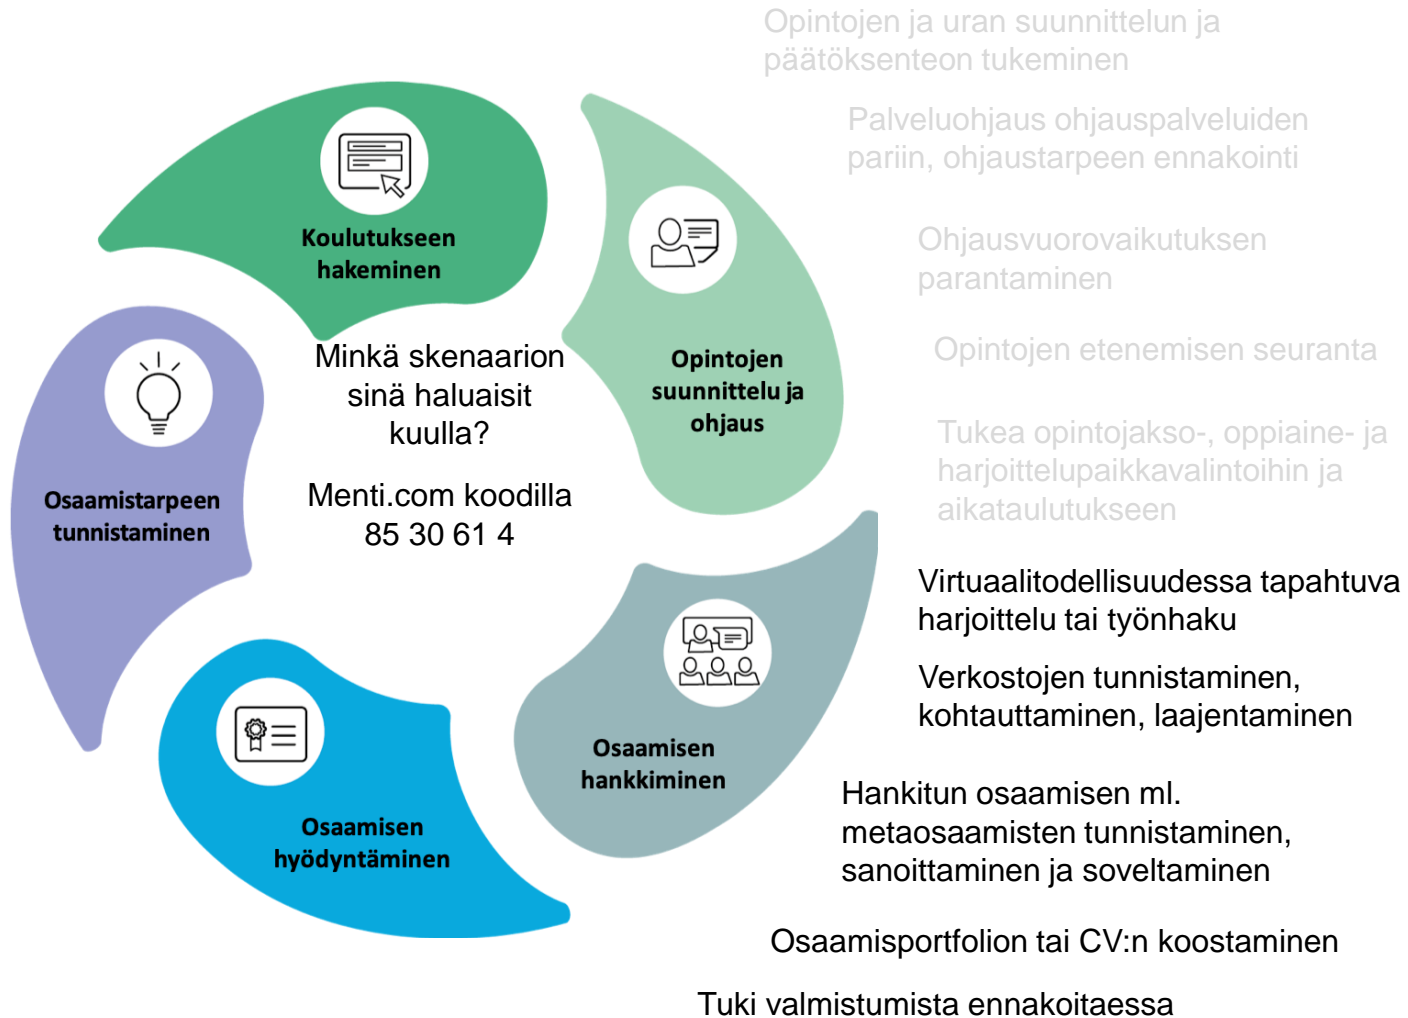 Opintojen ja uran suunnittelun ja
päätöksenteon tukeminen
Palveluohjaus ohjauspalveluiden
pariin, ohjaustarpeen ennakointi
Ohjausvuorovaikutuksen
parantaminen
Opintojen etenemisen seuranta
Tukea opintojakso-, oppiaine- ja
harjoittelupaikkavalintoihin ja
aikataulutukseen
Virtuaalitodellisuudessa tapahtuva
harjoittelu tai työnhaku
Verkostojen tunnistaminen,
kohtauttaminen, laajentaminen
Hankitun osaamisen ml.
metaosaamisten tunnistaminen,
sanoittaminen ja soveltaminen
Osaamisportfolion tai CV:n koostaminen
Tuki valmistumista ennakoitaessa
Koulutukseen
hakeminen
Opintojen
suunnittelu ja
ohjaus
Osaamisen
hankkiminen
Osaamisen
hyödyntäminen
Osaamistarpeen
tunnistaminen
Minkä skenaarion
sinä haluaisit
kuulla?
Menti.com koodilla
85 30 61 4